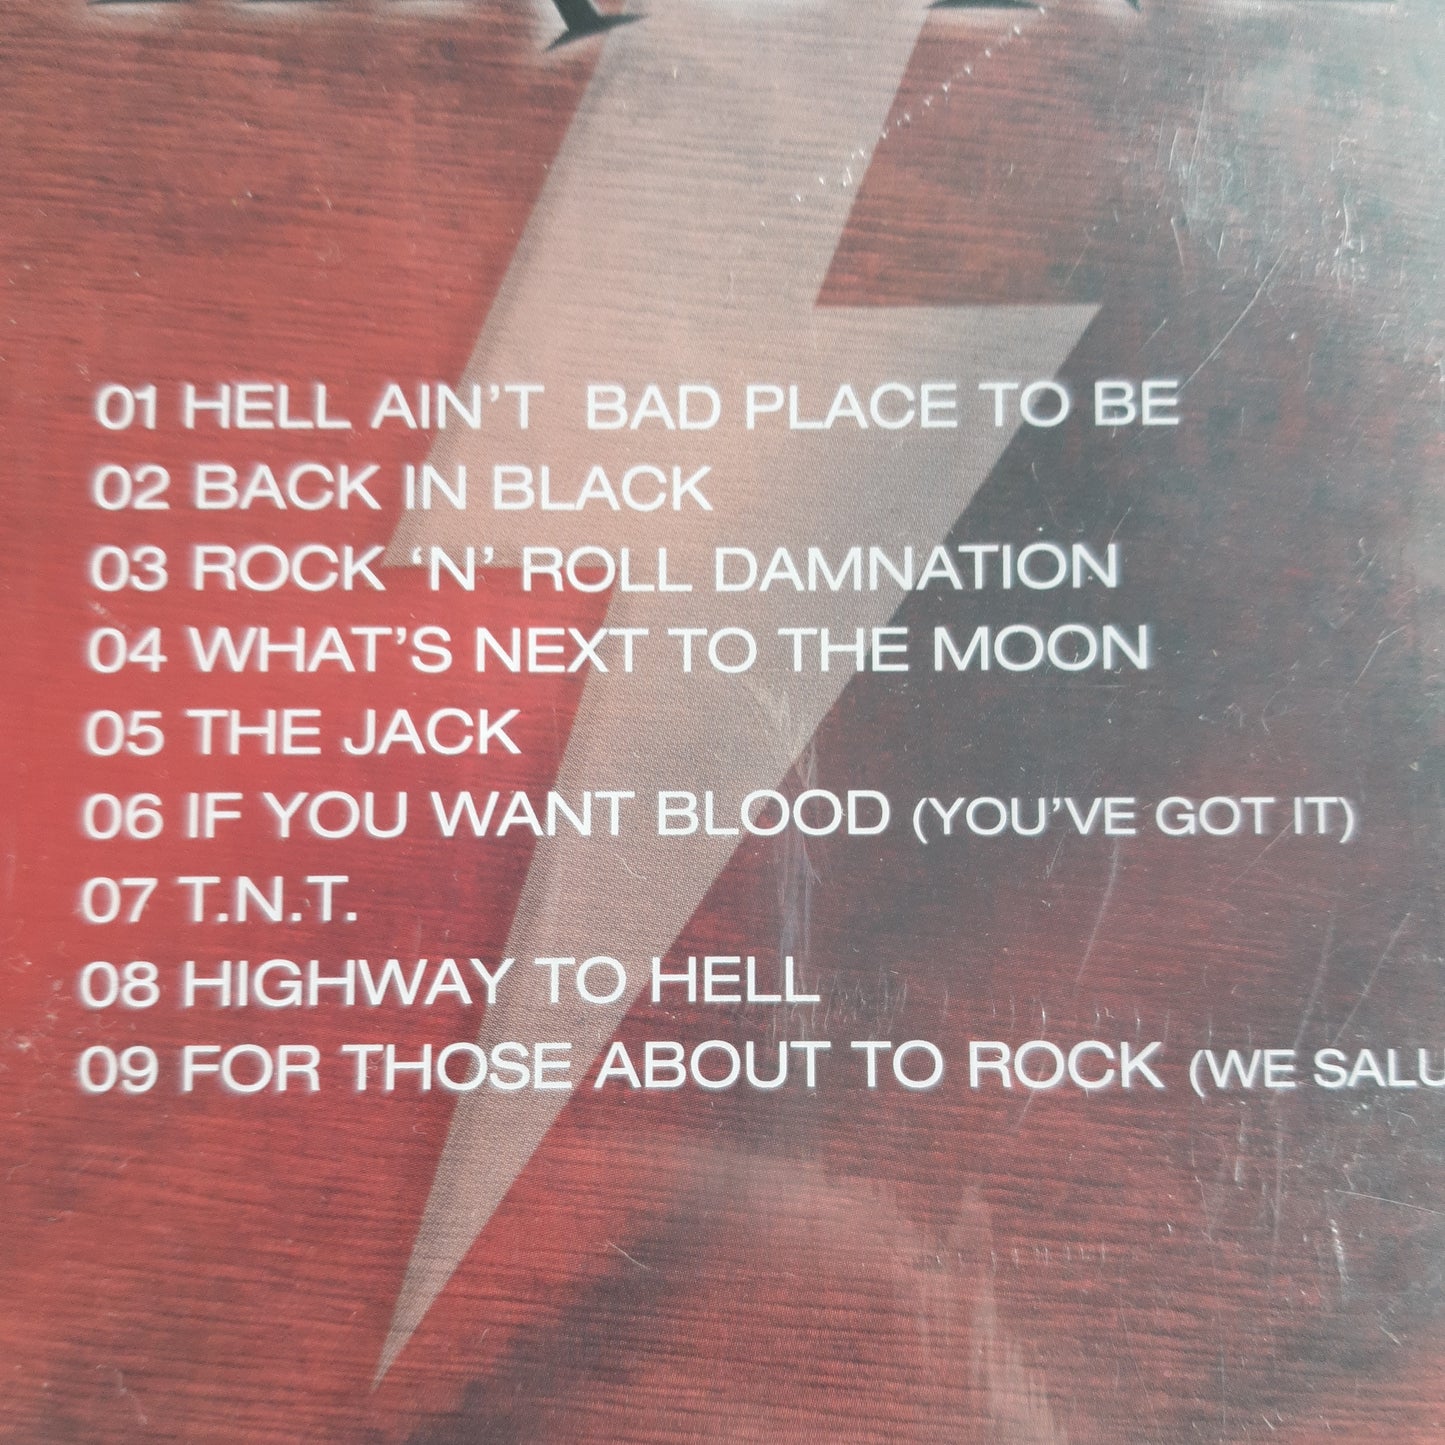 01 HELL AIN'T BAD PLACE TO BE
02 BACK IN BLACK
03 ROCK 'N' ROLL DAMNATION
04 WHAT'S NEXT TO THE MOON
05 THE JACK
06 IF YOU WANT BLOOD (YOU'VE GOT IT)
07 T.N.T.
08 HIGHWAY TO HELL
09 FOR THOSE ABOUT TO ROCK (WE SALU